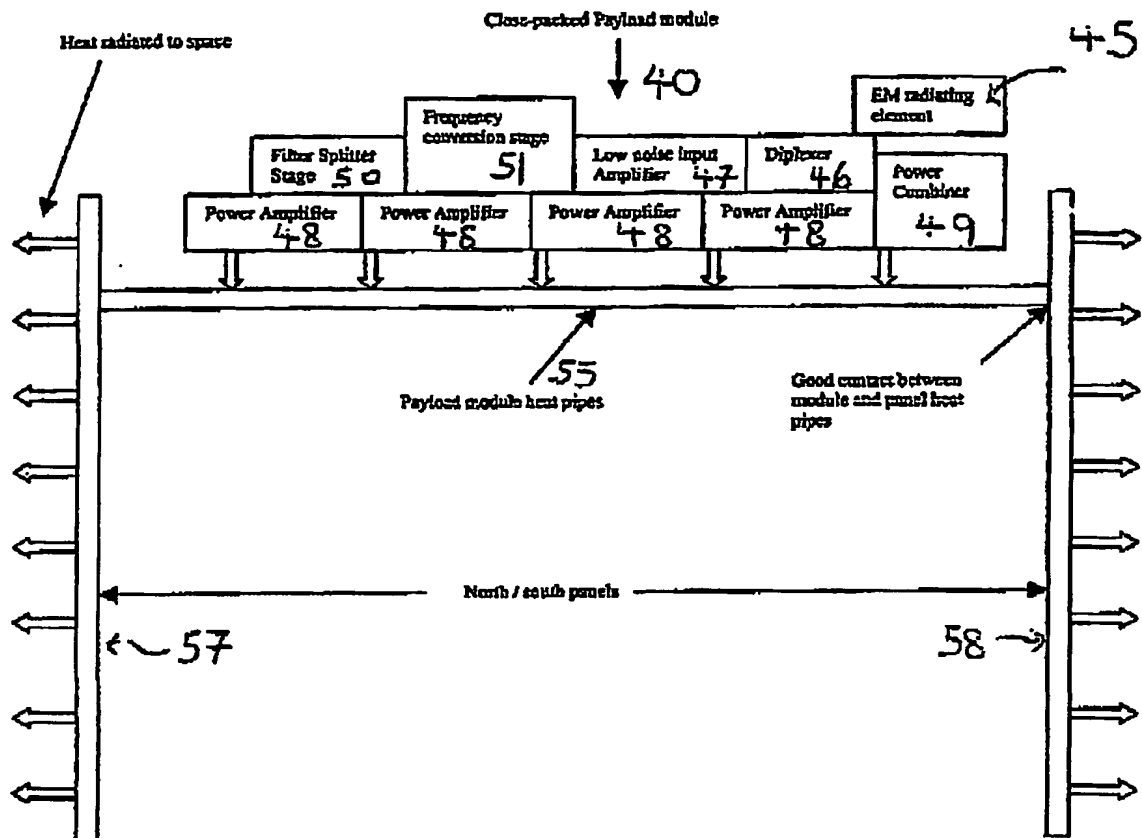 Close-packed Payload module
45
Heat radiated to space
40
EM radiating
element
Frequency
conversion stage
51
Filter Splitter
Stage 50
Low noise input
Amplifier 47
Diplexer
46
Power
Combiner
49
Power Amplifier
48
Power Amplifier
48
Power Amplifier
48
Power Amplifier
48
55
Payload module heat pipes
Good contact between
module and panel heat
pipes
North / south panels
57
58